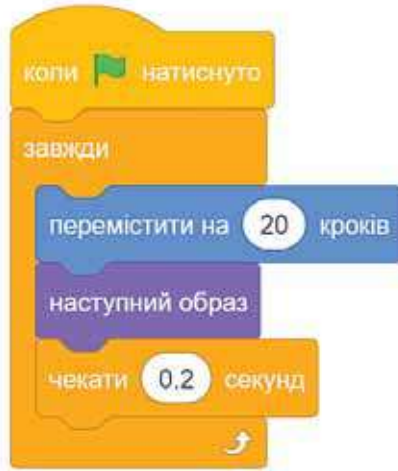 коли натиснуто
завжди
перемістити на 20 кроків
наступний образ
чекати 0.2 секунд